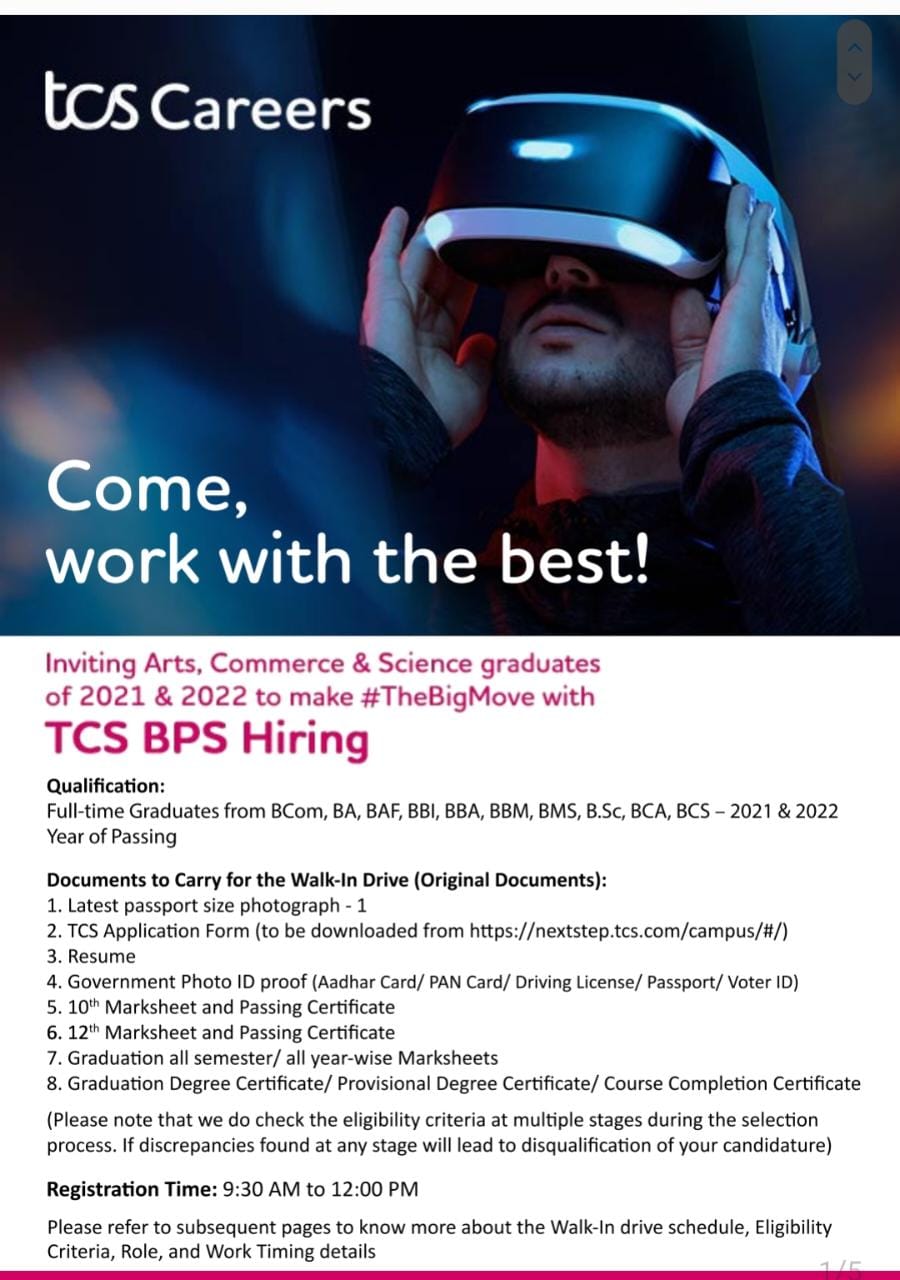 tcs Careers
Come,
work with the best!
Inviting Arts, Commerce & Science graduates
of 2021 & 2022 to make #TheBigMove with
TCS BPS Hiring
Qualification:
Full-time Graduates from BCom, BA, BAF, BBI, BBA, BBM, BMS, B.Sc, BCA, BCS – 2021 & 2022
Year of Passing
Documents to Carry for the Walk-In Drive (Original Documents):
1. Latest passport size photograph - 1
2. TCS Application Form (to be downloaded from https://nextstep.tcs.com/campus/#/)
3. Resume
4. Government Photo ID proof (Aadhar Card/ PAN Card/ Driving License/ Passport/ Voter ID)
5. 10th Marksheet and Passing Certificate
6. 12th Marksheet and Passing Certificate
7. Graduation all semester/ all year-wise Marksheets
8. Graduation Degree Certificate/ Provisional Degree Certificate/ Course Completion Certificate
(Please note that we do check the eligibility criteria at multiple stages during the selection
process. If discrepancies found at any stage will lead to disqualification of your candidature)
Registration Time: 9:30 AM to 12:00 PM
Please refer to subsequent pages to know more about the Walk-In drive schedule, Eligibility
Criteria, Role, and Work Timing details
1/5